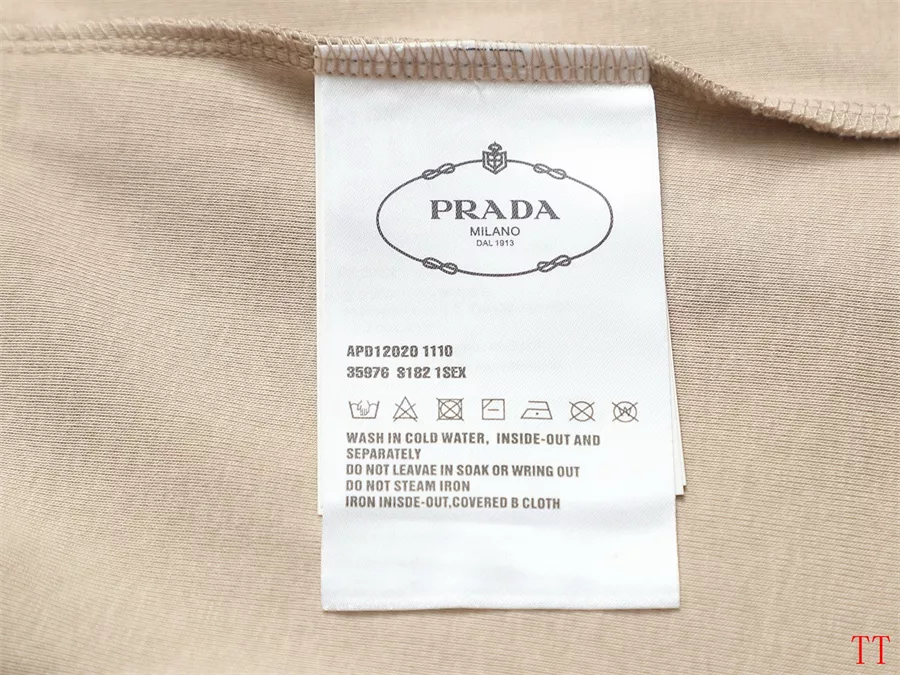 PRADA
MILANO
DAL 1913
APD12020 1110
35976 S182 1SEX
WASH IN COLD WATER, INSIDE-OUT AND
SEPARATELY
DO NOT LEAVAE IN SOAK OR WRING OUT
DO NOT STEAM IRON
IRON INISDE-OUT,COVERED B CLOTH
TT